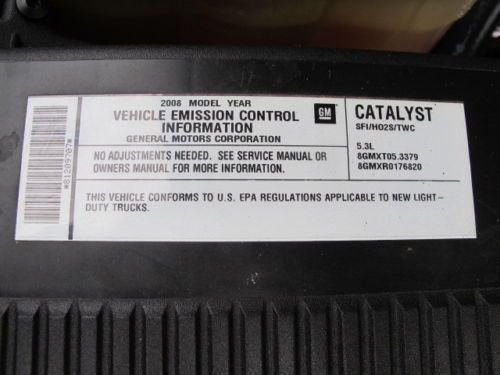 2008 MODEL YEAR
VEHICLE EMISSION CONTROL
INFORMATION
GENERAL MOTORS CORPORATION
GM
CATALYST
SFI/HO2S/TWC
5.3L
8GMXT05.3379
8GMXR0176820
NO ADJUSTMENTS NEEDED. SEE SERVICE MANUAL OR
OWNERS MANUAL FOR MORE INFORMATION.
THIS VEHICLE CONFORMS TO U.S. EPA REGULATIONS APPLICABLE TO NEW LIGHT-
DUTY TRUCKS.
*81209707*